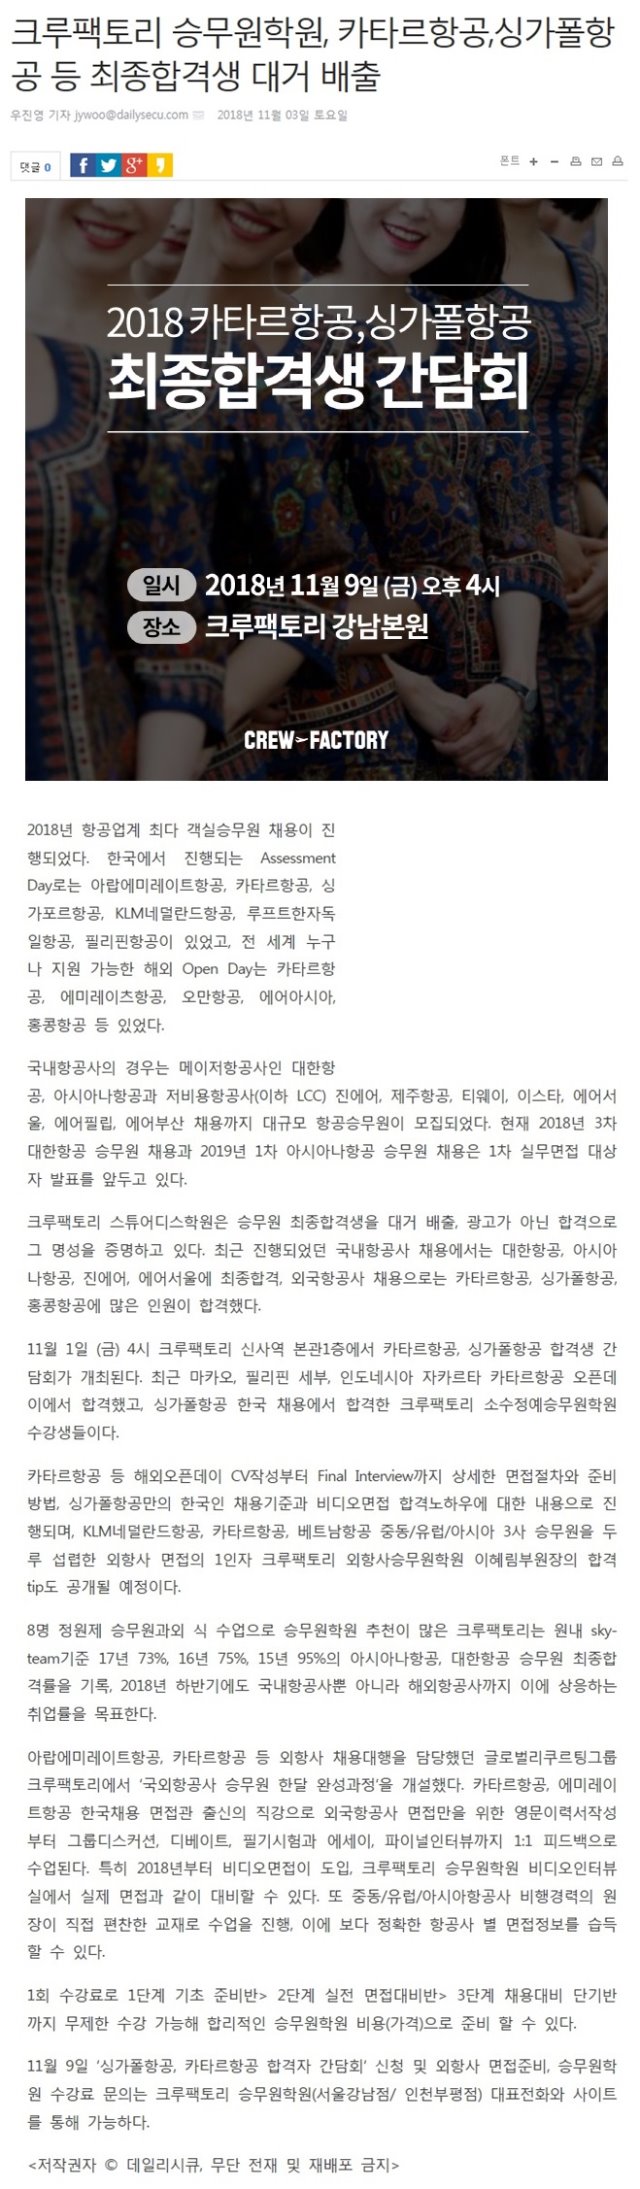 크루팩토리 승무원학원, 카타르항공,싱가폴항
공 등 최종합격생 대거 배출
우진영 기자 jywoo@dailysecu.com 2018년 11월 03일 토요일
댓글 0
폰트 + -
2018 카타르항공,싱가폴항공
최종합격생 간담회
일시 2018년 11월 9일 (금) 오후 4시
장소 크루팩토리 강남본원
CREW FACTORY
2018년 항공업계 최다 객실승무원 채용이 진
행되었다. 한국에서 진행되는 Assessment
Day로는 아랍에미레이트항공, 카타르항공, 싱
가포르항공, KLM네덜란드항공, 루프트한자독
일항공, 필리핀항공이 있었고, 전 세계 누구
나 지원 가능한 해외 Open Day는 카타르항
공, 에미레이츠항공, 오만항공, 에어아시아,
홍콩항공 등 있었다.
국내항공사의 경우는 메이저항공사인 대한항
공, 아시아나항공과 저비용항공사(이하 LCC) 진에어, 제주항공, 티웨이, 이스타, 에어서
울, 에어필립, 에어부산 채용까지 대규모 항공승무원이 모집되었다. 현재 2018년 3차
대한항공 승무원 채용과 2019년 1차 아시아나항공 승무원 채용은 1차 실무면접 대상
자 발표를 앞두고 있다.
크루팩토리 스튜어디스학원은 승무원 최종합격생을 대거 배출, 광고가 아닌 합격으로
그 명성을 증명하고 있다. 최근 진행되었던 국내항공사 채용에서는 대한항공, 아시아
나항공, 진에어, 에어서울에 최종합격, 외국항공사 채용으로는 카타르항공, 싱가폴항공,
홍콩항공에 많은 인원이 합격했다.
11월 1일 (금) 4시 크루팩토리 신사역 본관1층에서 카타르항공, 싱가폴항공 합격생 간
담회가 개최된다. 최근 마카오, 필리핀 세부, 인도네시아 자카르타 카타르항공 오픈데
이에서 합격했고, 싱가폴항공 한국 채용에서 합격한 크루팩토리 소수정예승무원학원
수강생들이다.
카타르항공 등 해외오픈데이 CV작성부터 Final Interview까지 상세한 면접절차와 준비
방법, 싱가폴항공만의 한국인 채용기준과 비디오면접 합격노하우에 대한 내용으로 진
행되며, KLM네덜란드항공, 카타르항공, 베트남항공 중동/유럽/아시아 3사 승무원을 두
루 섭렵한 외항사 면접의 1인자 크루팩토리 외항사승무원학원 이혜림부원장의 합격
tip도 공개될 예정이다.
8명 정원제 승무원과외 식 수업으로 승무원학원 추천이 많은 크루팩토리는 원내 sky-
team기준 17년 73%, 16년 75%, 15년 95%의 아시아나항공, 대한항공 승무원 최종합
격률을 기록, 2018년 하반기에도 국내항공사뿐 아니라 해외항공사까지 이에 상응하는
취업률을 목표한다.
아랍에미레이트항공, 카타르항공 등 외항사 채용대행을 담당했던 글로벌리쿠르팅그룹
크루팩토리에서 '국외항공사 승무원 한달 완성과정'을 개설했다. 카타르항공, 에미레이
트항공 한국채용 면접관 출신의 직강으로 외국항공사 면접만을 위한 영문이력서작성
부터 그룹디스커션, 디베이트, 필기시험과 에세이, 파이널인터뷰까지 1:1 피드백으로
수업된다. 특히 2018년부터 비디오면접이 도입, 크루팩토리 승무원학원 비디오인터뷰
실에서 실제 면접과 같이 대비할 수 있다. 또 중동/유럽/아시아항공사 비행경력의 원
장이 직접 편찬한 교재로 수업을 진행, 이에 보다 정확한 항공사 별 면접정보를 습득
할 수 있다.
1회 수강료로 1단계 기초 준비반> 2단계 실전 면접대비반> 3단계 채용대비 단기반
까지 무제한 수강 가능해 합리적인 승무원학원 비용(가격)으로 준비 할 수 있다.
11월 9일 '싱가폴항공, 카타르항공 합격자 간담회' 신청 및 외항사 면접준비, 승무원학
원 수강료 문의는 크루팩토리 승무원학원(서울강남점/ 인천부평점) 대표전화와 사이트
를 통해 가능하다.
<저작권자 © 데일리시큐, 무단 전재 및 재배포 금지>